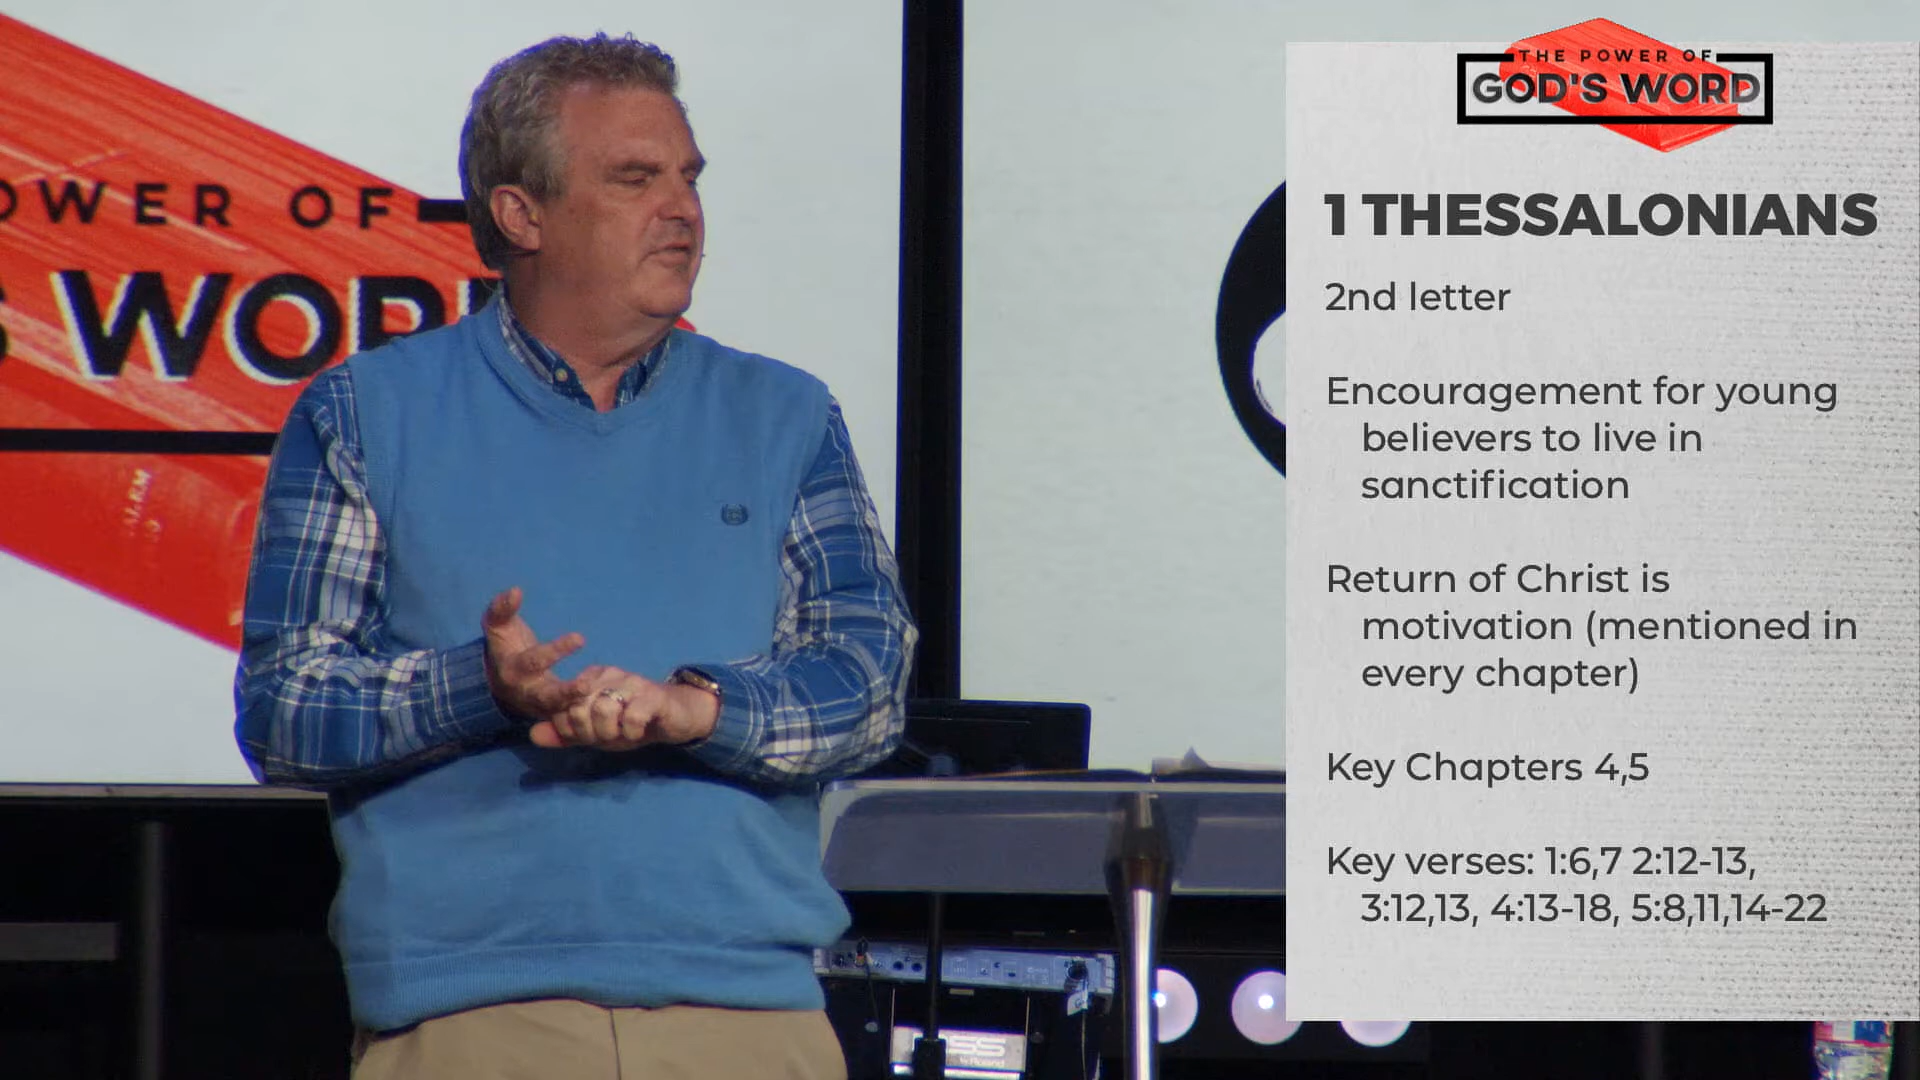 THE POWER OF
GOD'S WORD
1 THESSALONIANS
2nd letter
Encouragement for young
believers to live in
sanctification
Return of Christ is
motivation (mentioned in
every chapter)
Key Chapters 4,5
Key verses: 1:6,7 2:12-13,
3:12,13, 4:13-18, 5:8,11,14-22
OWER OF
S WOR